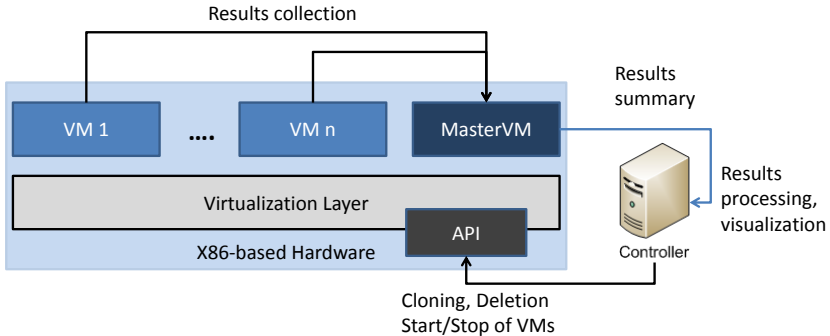 Results collection
Results
summary
VM 1
....
VM n
MasterVM
Results
processing,
visualization
Virtualization Layer
API
X86-based Hardware
Controller
Cloning, Deletion
Start/Stop of VMs